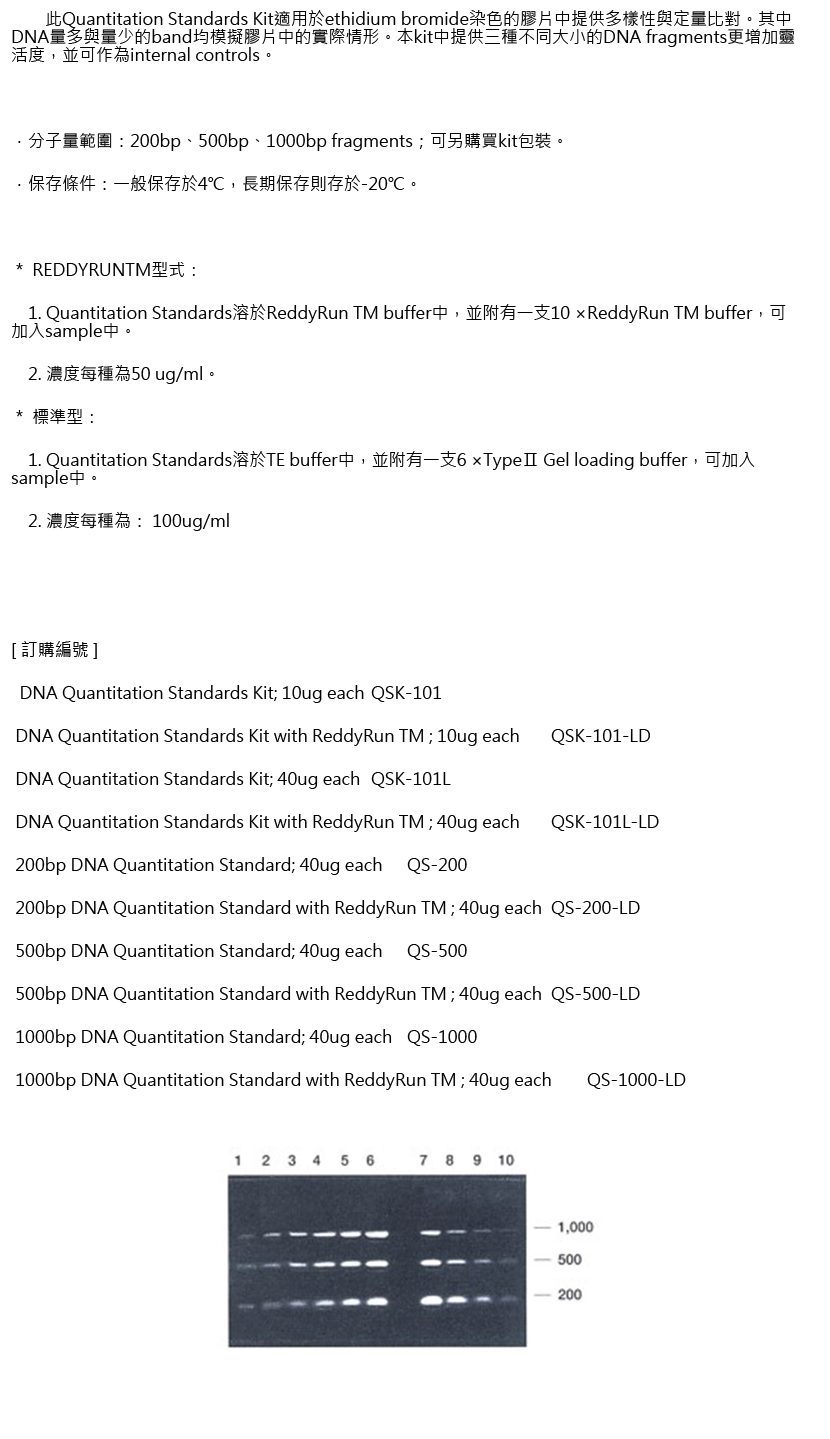 此Quantitation Standards Kit適用於ethidium bromide染色的膠片中提供多樣性與定量比對。其中
DNA量多與量少的band均模擬膠片中的實際情形。本kit中提供三種不同大小的DNA fragments更增加靈
活度，並可作為internal controls。
．分子量範圍：200bp、500bp、1000bp fragments；可另購買kit包裝。
．保存條件：一般保存於4℃，長期保存則存於-20℃。
* REDDYRUNTM型式：
1. Quantitation Standards溶於ReddyRun TM buffer中，並附有一支10 ×ReddyRun TM buffer，可
加入sample中。
2. 濃度每種為50 ug/ml。
* 標準型：
1. Quantitation Standards溶於TE buffer中，並附有一支6 ×TypeⅡ Gel loading buffer，可加入
sample中。
2. 濃度每種為： 100ug/ml
[ 訂購編號 ]
DNA Quantitation Standards Kit; 10ug each QSK-101
DNA Quantitation Standards Kit with ReddyRun TM ; 10ug each QSK-101-LD
DNA Quantitation Standards Kit; 40ug each QSK-101L
DNA Quantitation Standards Kit with ReddyRun TM ; 40ug each QSK-101L-LD
200bp DNA Quantitation Standard; 40ug each QS-200
200bp DNA Quantitation Standard with ReddyRun TM ; 40ug each QS-200-LD
500bp DNA Quantitation Standard; 40ug each QS-500
500bp DNA Quantitation Standard with ReddyRun TM ; 40ug each QS-500-LD
1000bp DNA Quantitation Standard; 40ug each QS-1000
1000bp DNA Quantitation Standard with ReddyRun TM ; 40ug each QS-1000-LD
1 2 3 4 5 6 7 8 9 10
1,000
500
200